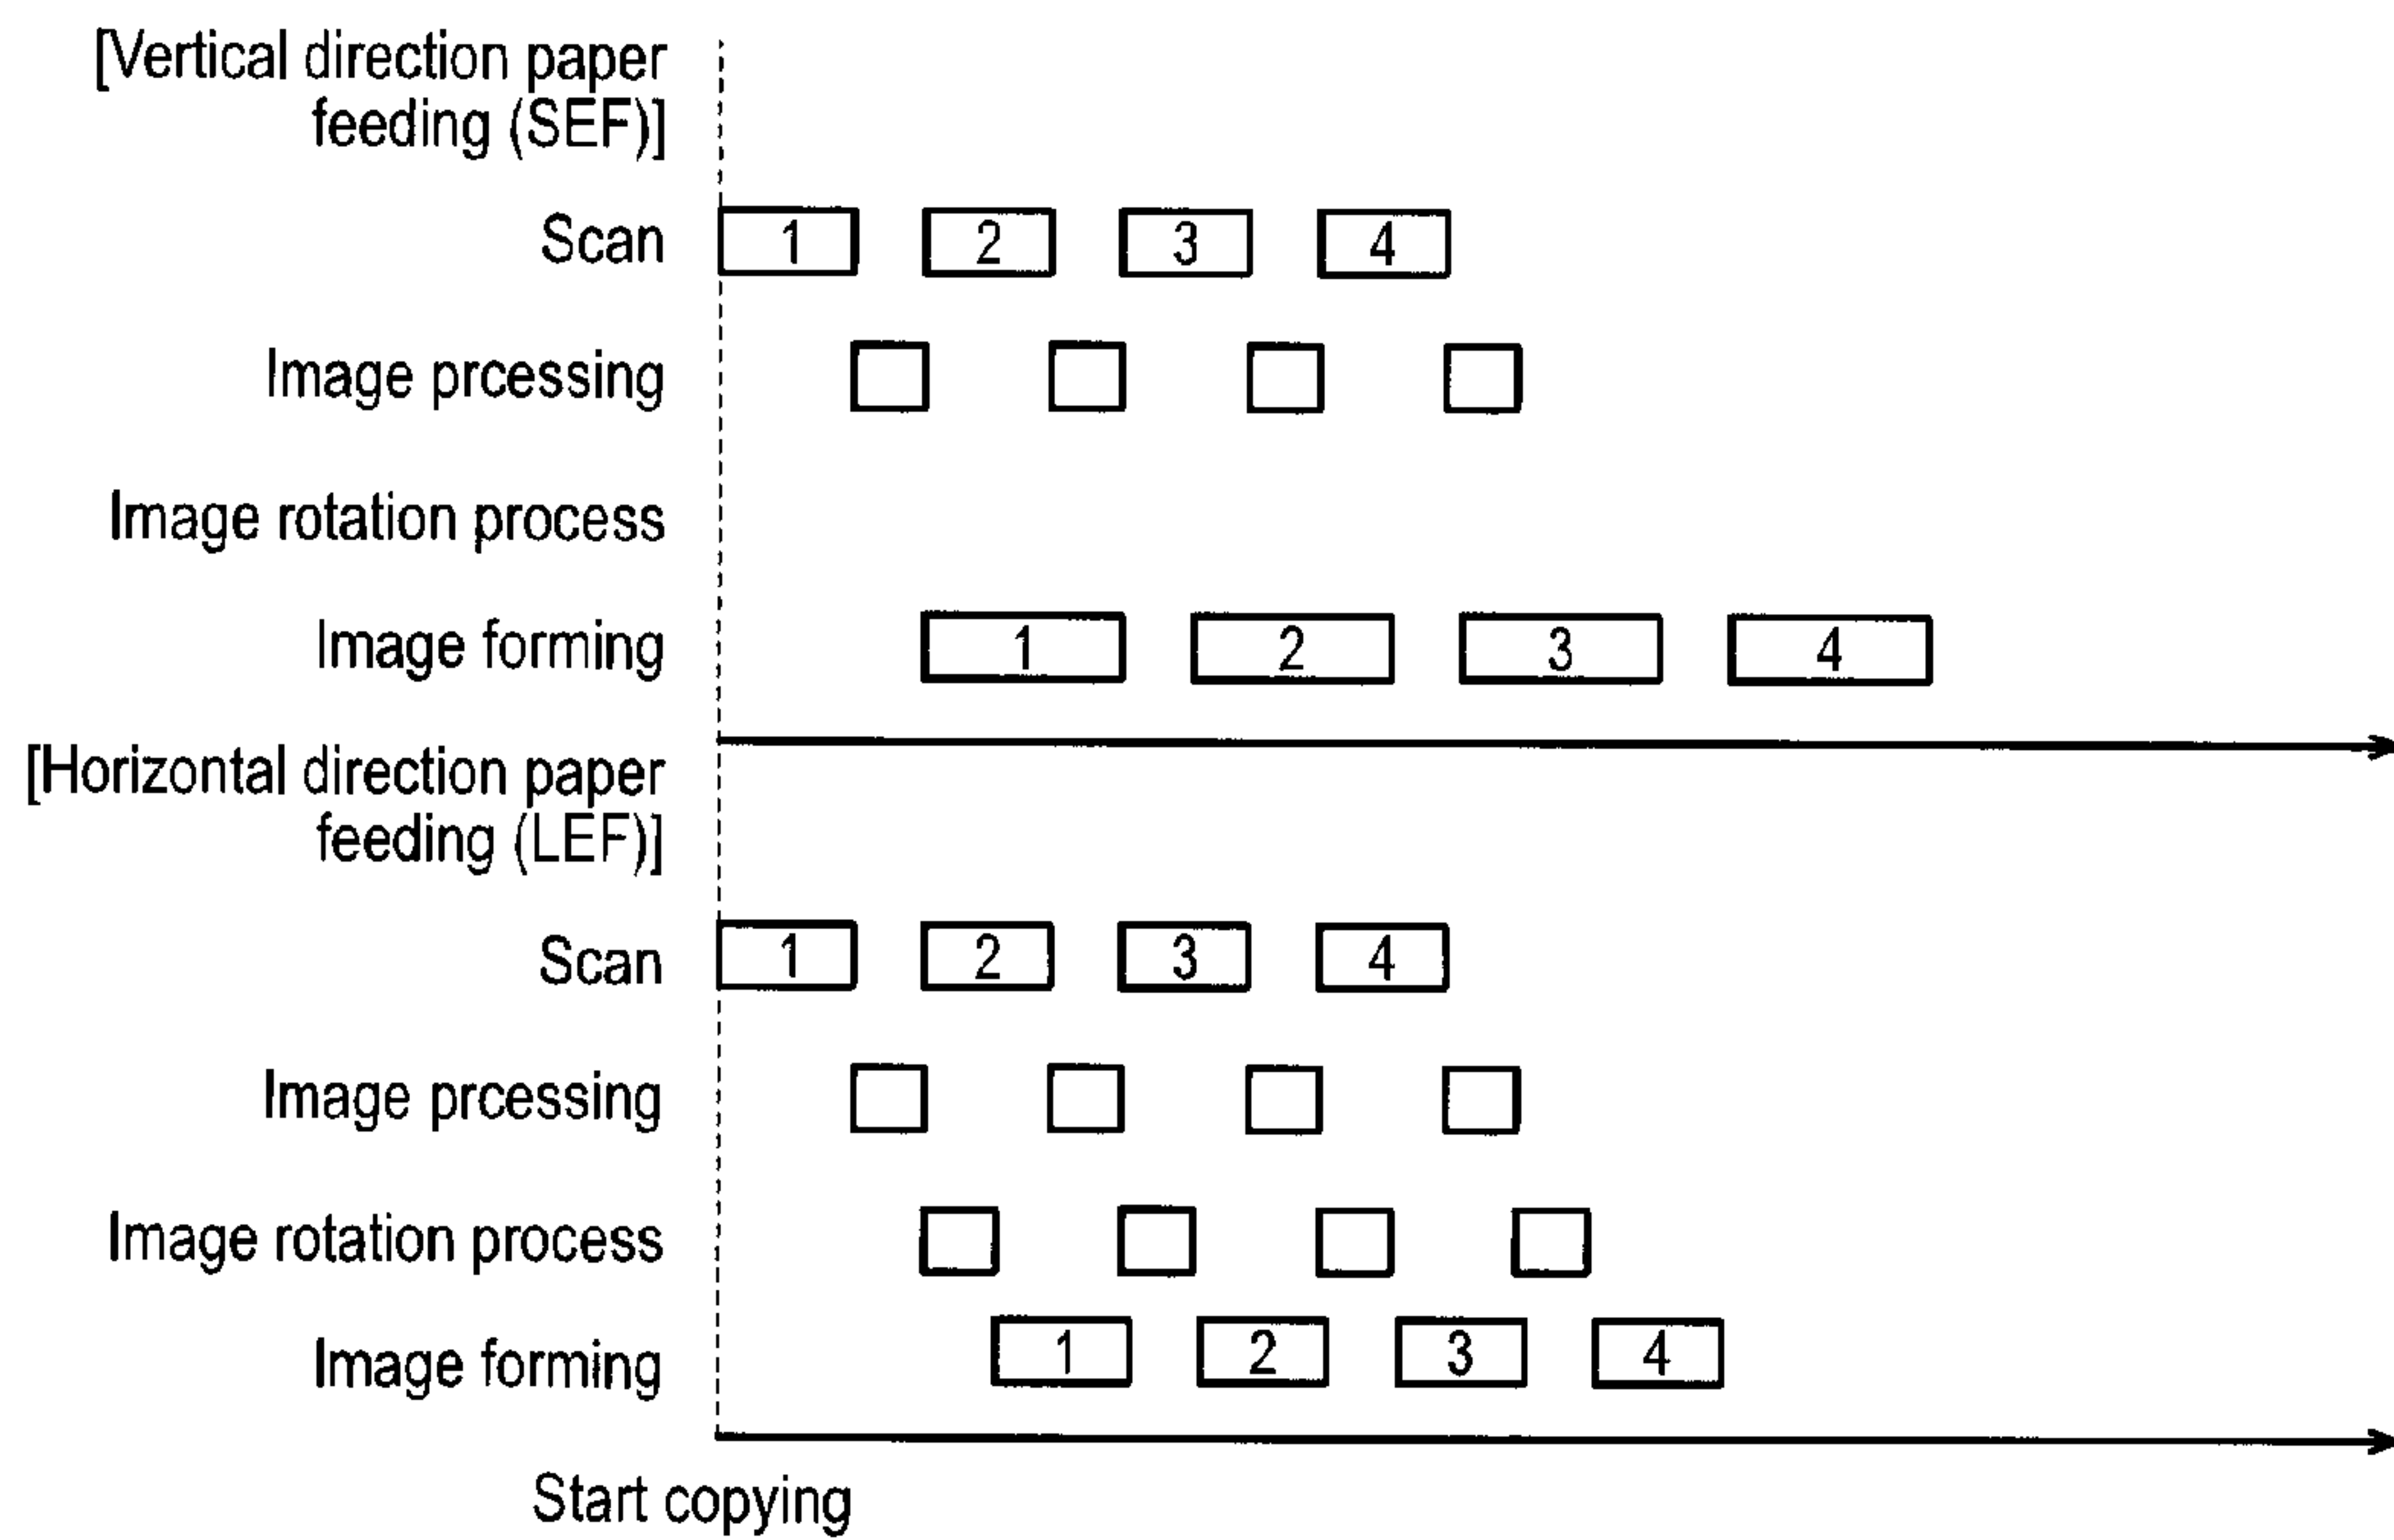 [Vertical direction paper
feeding (SEF)]
Scan
1 2 3 4
Image prcessing
Image rotation process
Image forming
1 2 3 4
[Horizontal direction paper
feeding (LEF)]
Scan
1 2 3 4
Image prcessing
Image rotation process
Image forming
1 2 3 4
Start copying